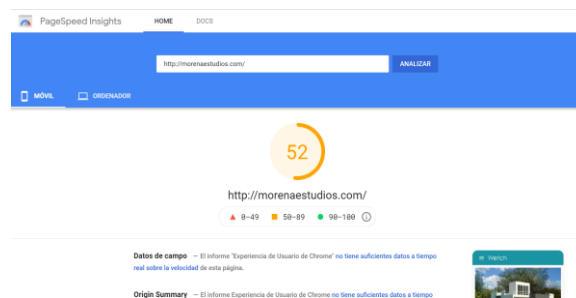 PageSpeed Insights HOME DOCS
http://morenaestudios.com/ ANALIZAR
MÓVIL ORDENADOR
52
http://morenaestudios.com/
0–49 50–89 90–100
Datos de campo — El informe "Experiencia de Usuario de Chrome" no tiene suficientes datos a tiempo
real sobre la velocidad de esta página.
Werich
Origin Summary — El informe Experiencia de Usuario de Chrome no tiene suficientes datos a tiempo